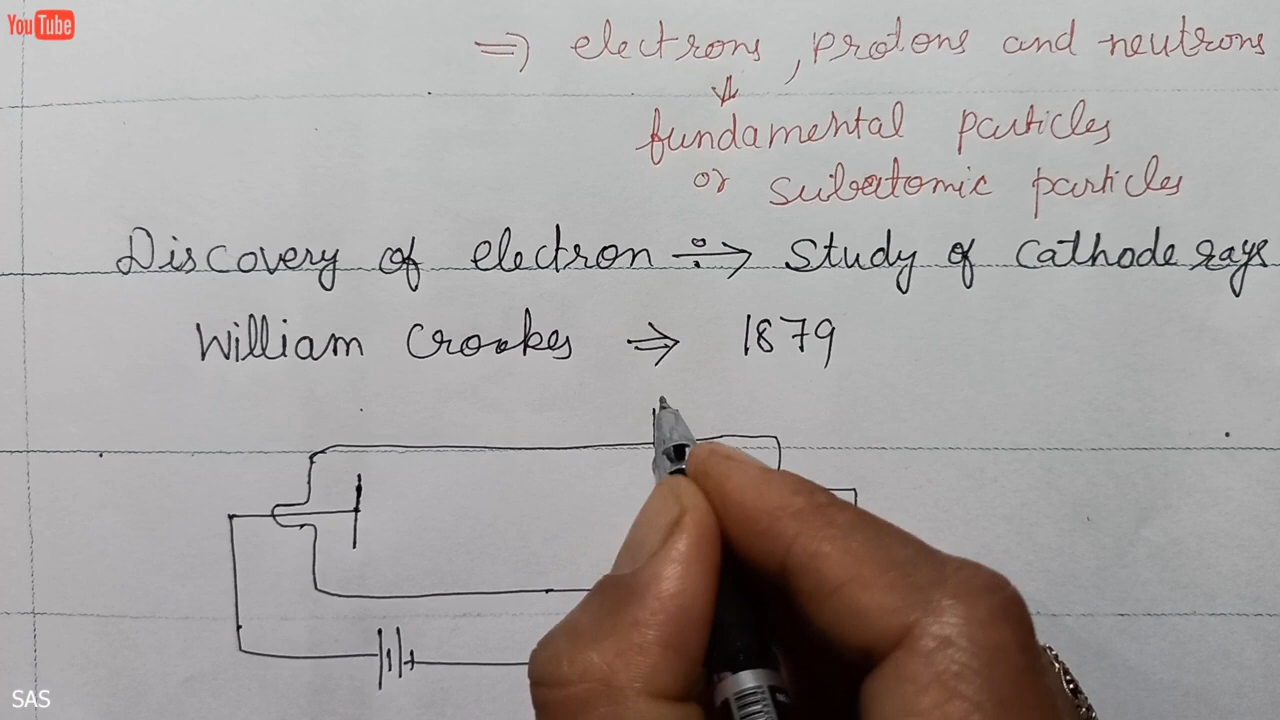 YouTube
⇒ electrons, protons and neutrons
fundamental particles
or subatomic particles
Discovery of electron ÷→ Study of Cathode rays
William Crookes ⇒ 1879
SAS